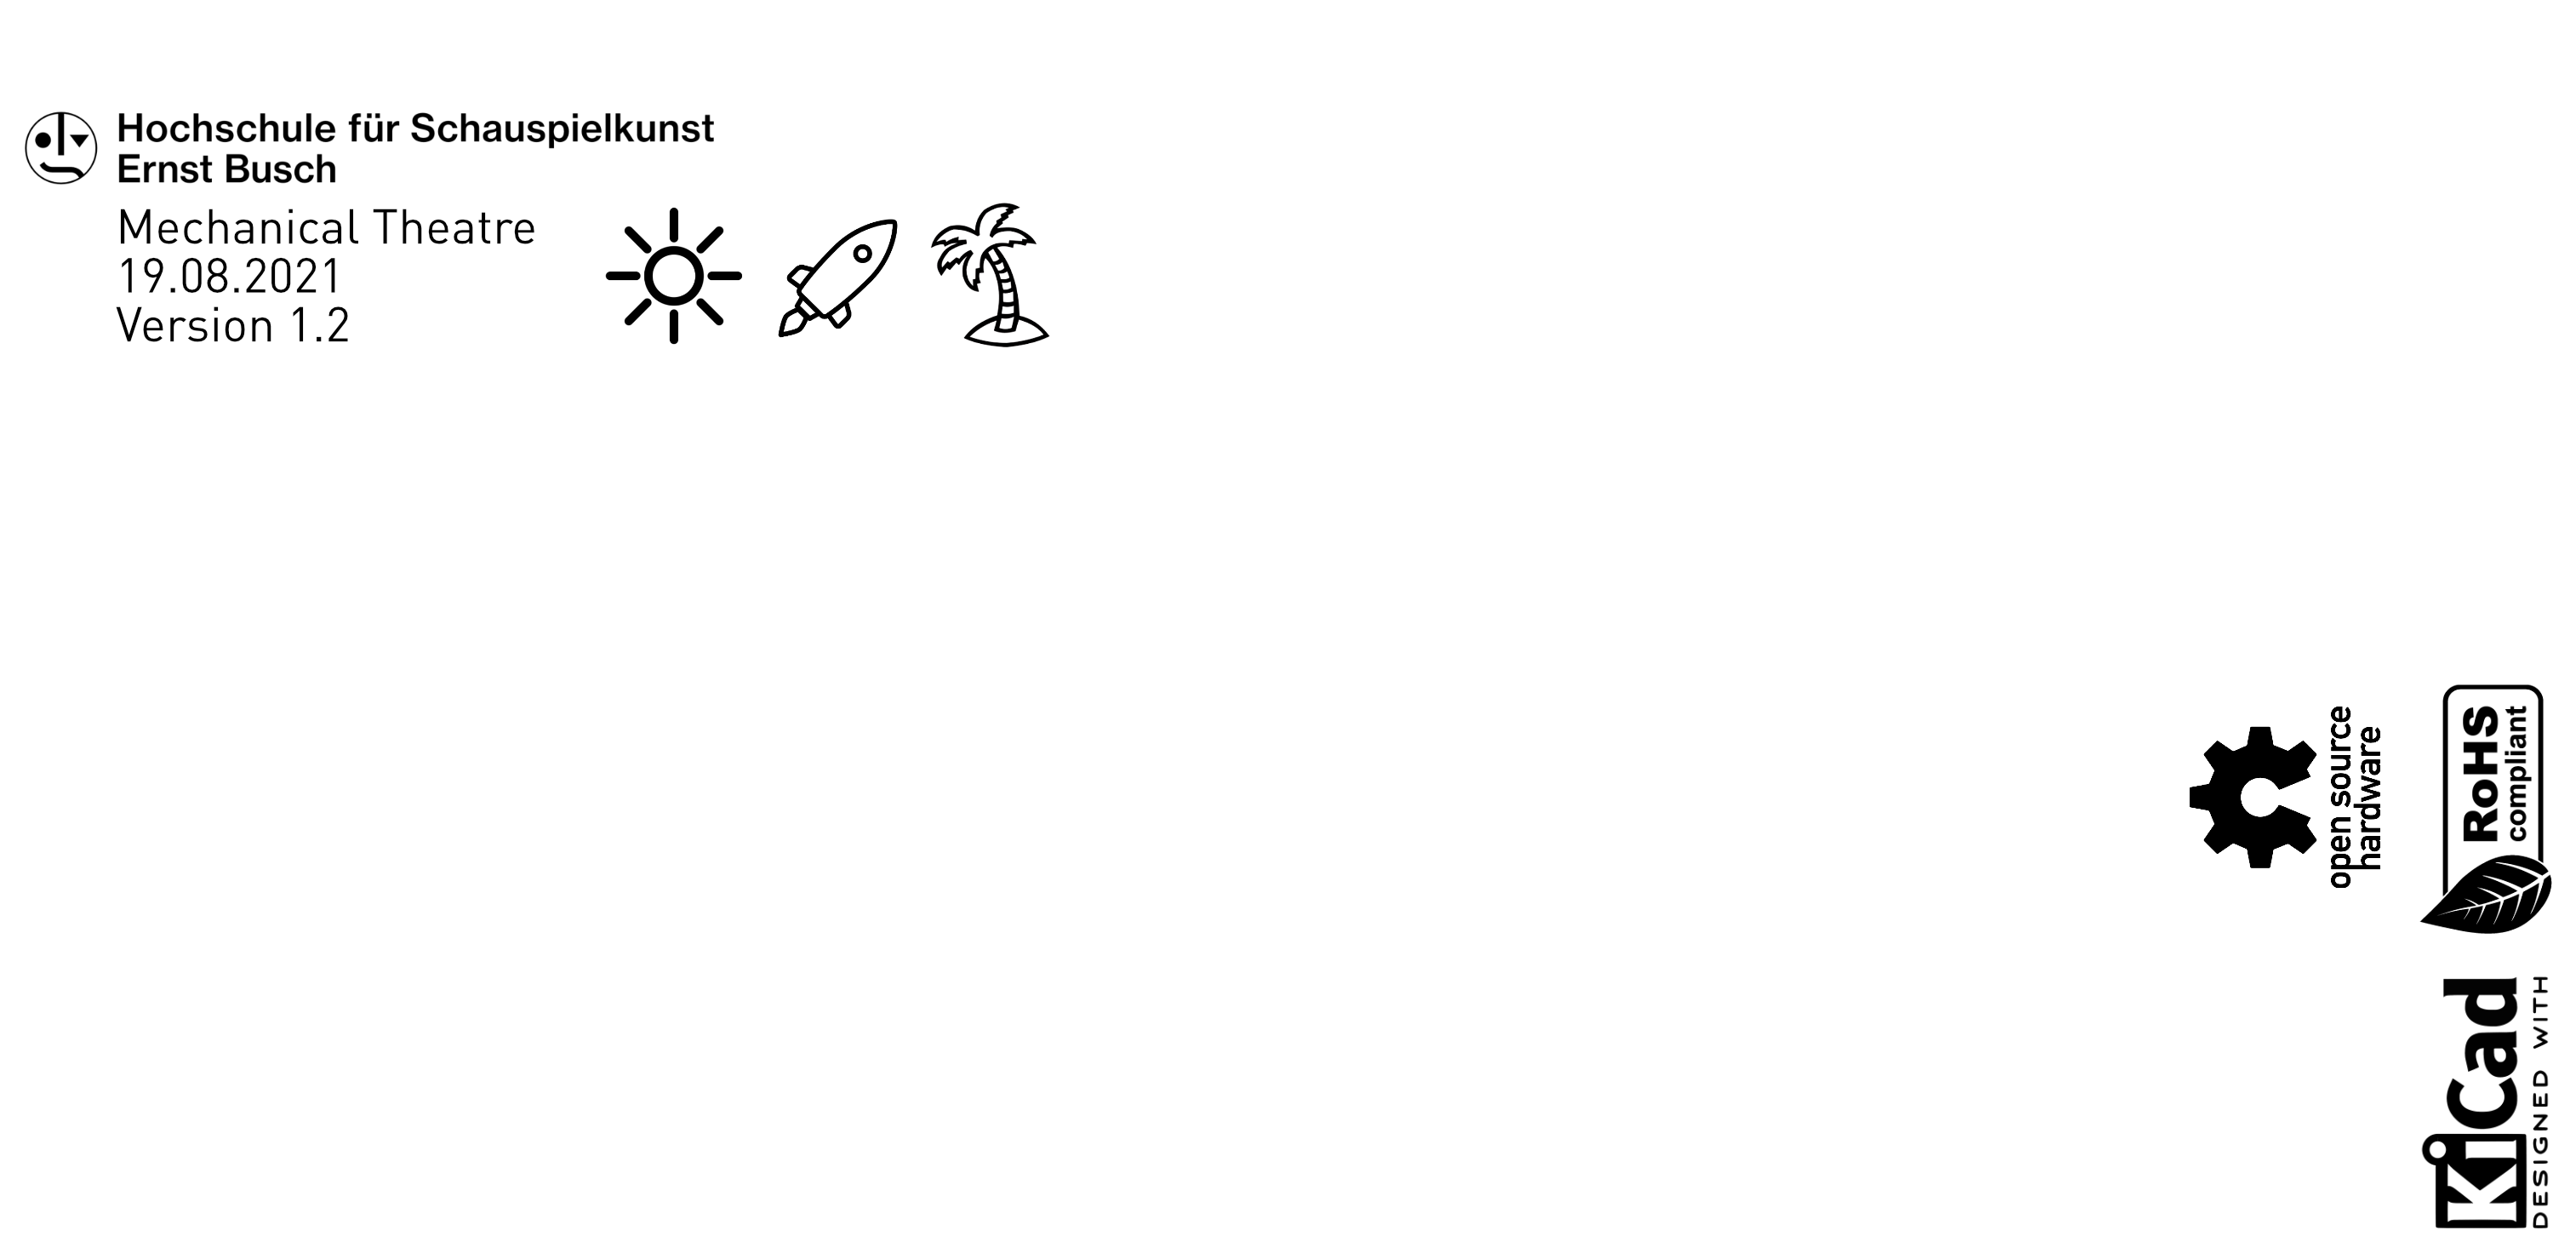 Hochschule für Schauspielkunst
Ernst Busch
Mechanical Theatre
19.08.2021
Version 1.2
open source
hardware
RoHS
compliant
KiCad
DESIGNED WITH